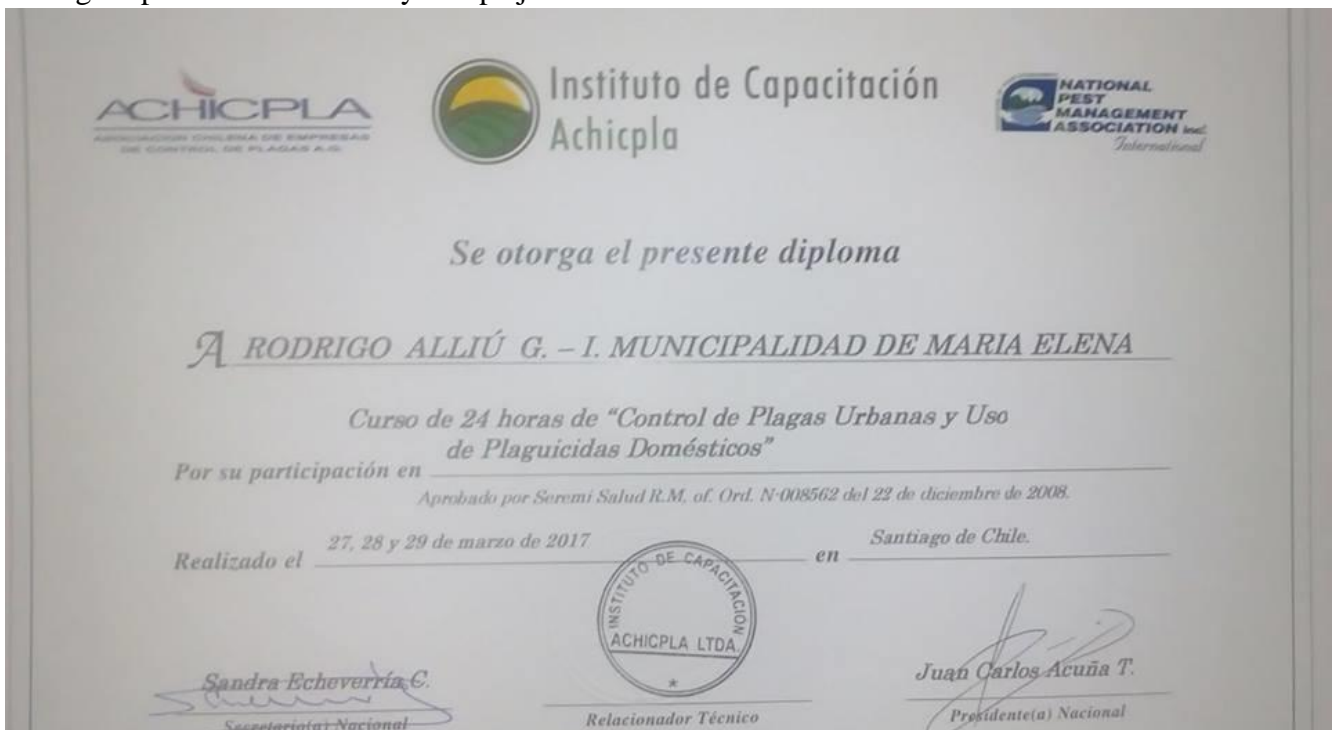 ACHICPLA
ASOCIACION CHILENA DE EMPRESAS
DE CONTROL DE PLAGAS A.G.
Instituto de Capacitación
Achicpla
NATIONAL
PEST
MANAGEMENT
ASSOCIATION
International
Se otorga el presente diploma
A RODRIGO ALLIÚ G. – I. MUNICIPALIDAD DE MARIA ELENA
Curso de 24 horas de “Control de Plagas Urbanas y Uso
de Plaguicidas Domésticos”
Por su participación en
Aprobado por Seremi Salud R.M. of. Ord. N·008562 del 22 de diciembre de 2008.
Realizado el 27, 28 y 29 de marzo de 2017 en Santiago de Chile.
INSTITUTO DE CAPACITACION
ACHICPLA LTDA.
*
Sandra Echeverría C.
Secretario(a) Nacional
Relacionador Técnico
Juan Carlos Acuña T.
Presidente(a) Nacional